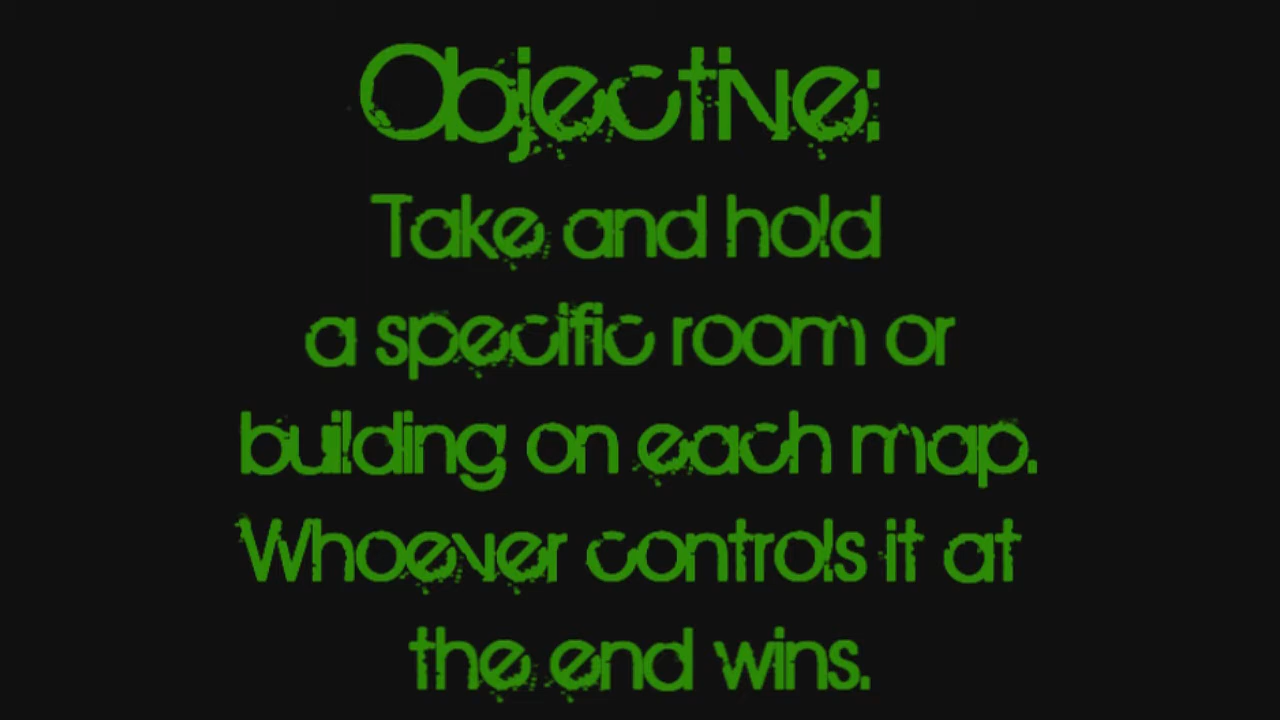 Objective:
Take and hold
a specific room or
building on each map.
Whoever controls it at
the end wins.